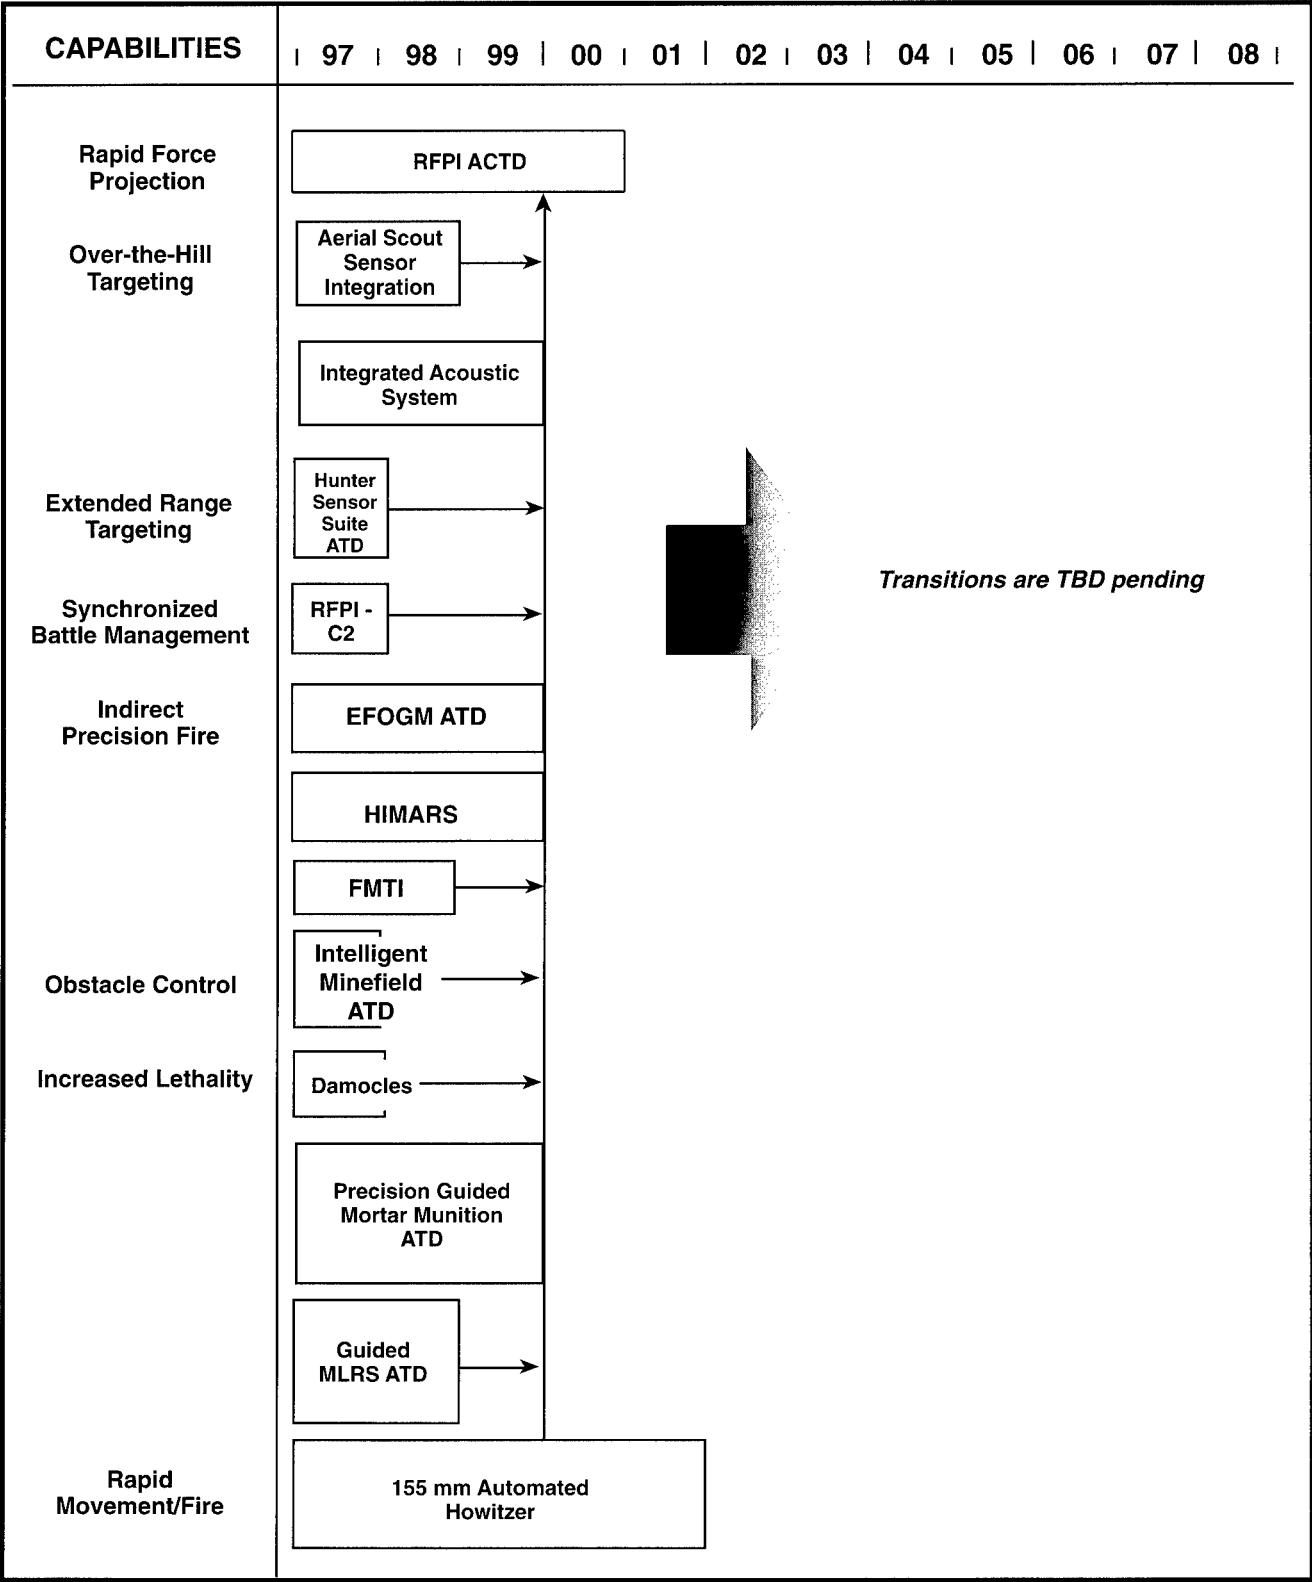 CAPABILITIES
97 98 99 00 01 02 03 04 05 06 07 08
Rapid Force
Projection
RFPI ACTD
Over-the-Hill
Targeting
Aerial Scout
Sensor
Integration
Integrated Acoustic
System
Extended Range
Targeting
Hunter
Sensor
Suite
ATD
Transitions are TBD pending
Synchronized
Battle Management
RFPI -
C2
Indirect
Precision Fire
EFOGM ATD
HIMARS
FMTI
Obstacle Control
Intelligent
Minefield
ATD
Increased Lethality
Damocles
Precision Guided
Mortar Munition
ATD
Guided
MLRS ATD
Rapid
Movement/Fire
155 mm Automated
Howitzer